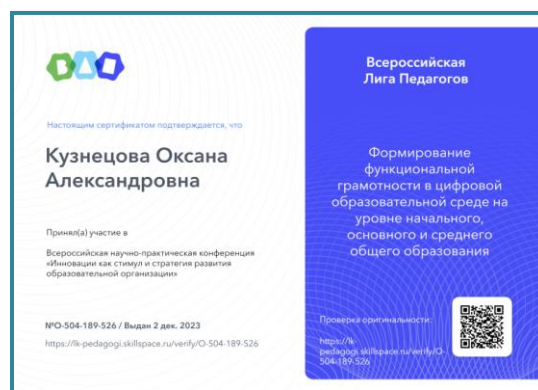 Настоящим сертификатом подтверждается, что
Кузнецова Оксана
Александровна
Принял(а) участие в
Всероссийская научно-практическая конференция
«Инновации как стимул и стратегия развития
образовательной организации»
№O-504-189-526 / Выдан 2 дек. 2023
https://lk-pedagogi.skillspace.ru/verify/O-504-189-526
Всероссийская
Лига Педагогов
Формирование
функциональной
грамотности в цифровой
образовательной среде на
уровне начального,
основного и среднего
общего образования
Проверка оригинальности:
https://lk-
pedagogi.skillspace.ru/verify/O-
504-189-526